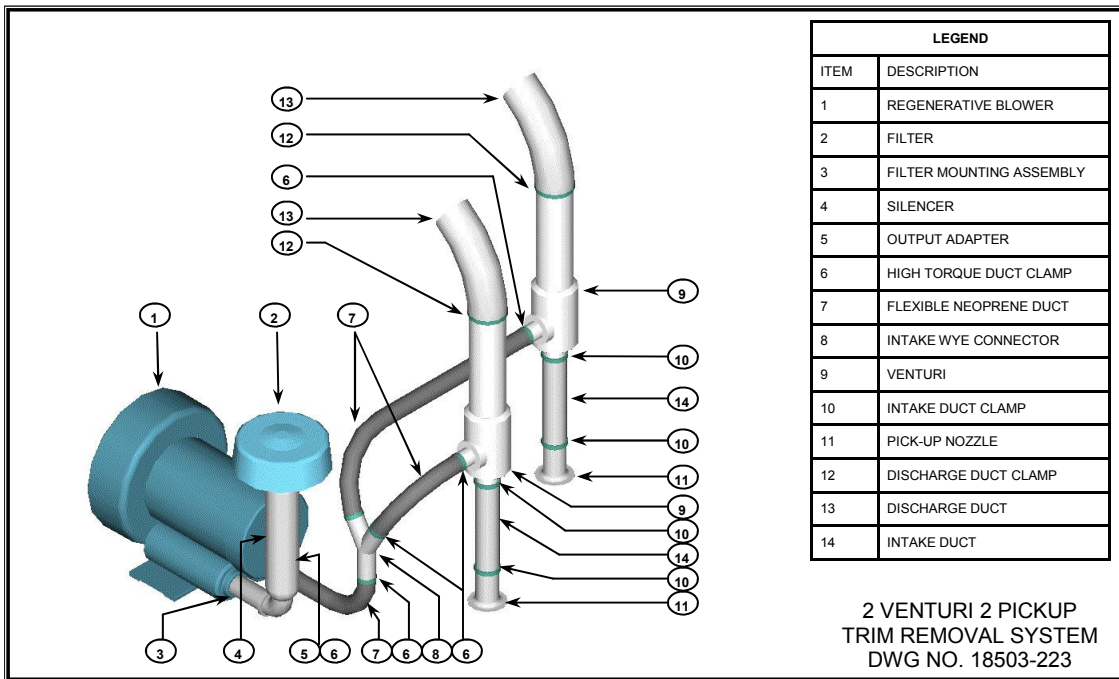 13
12
6
13
12
9
1
2
7
10
14
10
11
9
10
14
10
11
3
4
5 6
7 6 8 6
LEGEND
ITEM DESCRIPTION
1 REGENERATIVE BLOWER
2 FILTER
3 FILTER MOUNTING ASSEMBLY
4 SILENCER
5 OUTPUT ADAPTER
6 HIGH TORQUE DUCT CLAMP
7 FLEXIBLE NEOPRENE DUCT
8 INTAKE WYE CONNECTOR
9 VENTURI
10 INTAKE DUCT CLAMP
11 PICK-UP NOZZLE
12 DISCHARGE DUCT CLAMP
13 DISCHARGE DUCT
14 INTAKE DUCT
2 VENTURI 2 PICKUP
TRIM REMOVAL SYSTEM
DWG NO. 18503-223